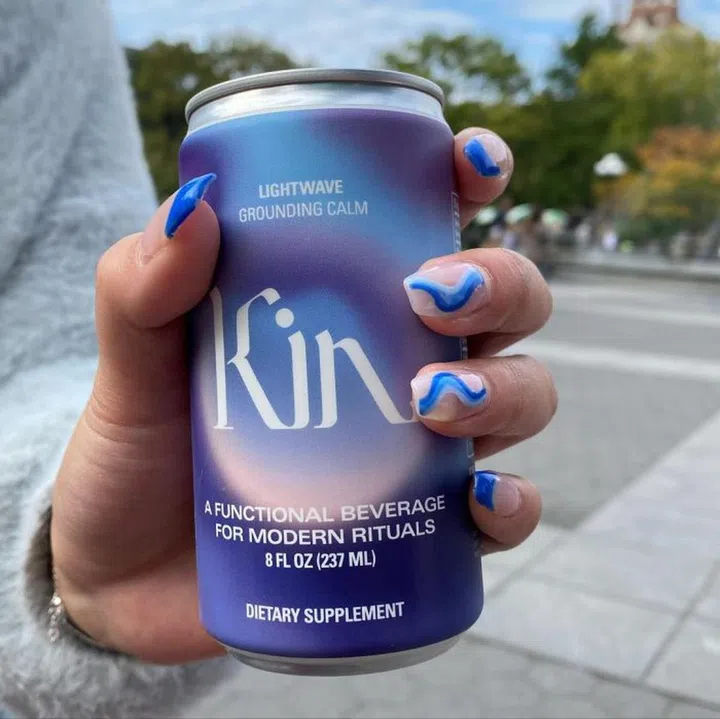 LIGHTWAVE
GROUNDING CALM
Kin
A FUNCTIONAL BEVERAGE
FOR MODERN RITUALS
8 FL OZ (237 ML)
DIETARY SUPPLEMENT